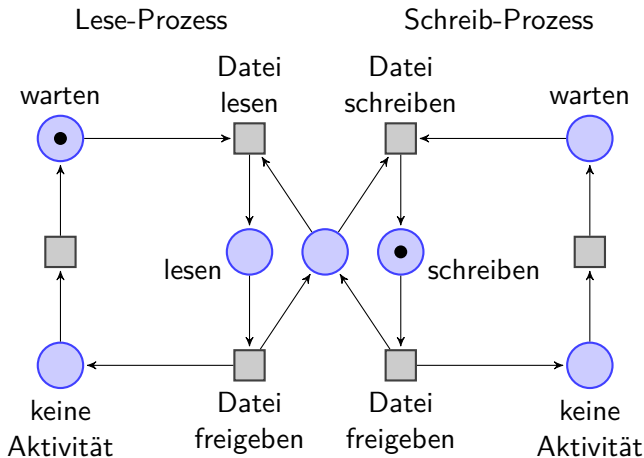 Lese-Prozess
Schreib-Prozess
Datei
lesen
Datei
schreiben
warten
warten
lesen
schreiben
keine
Aktivität
Datei
freigeben
Datei
freigeben
keine
Aktivität